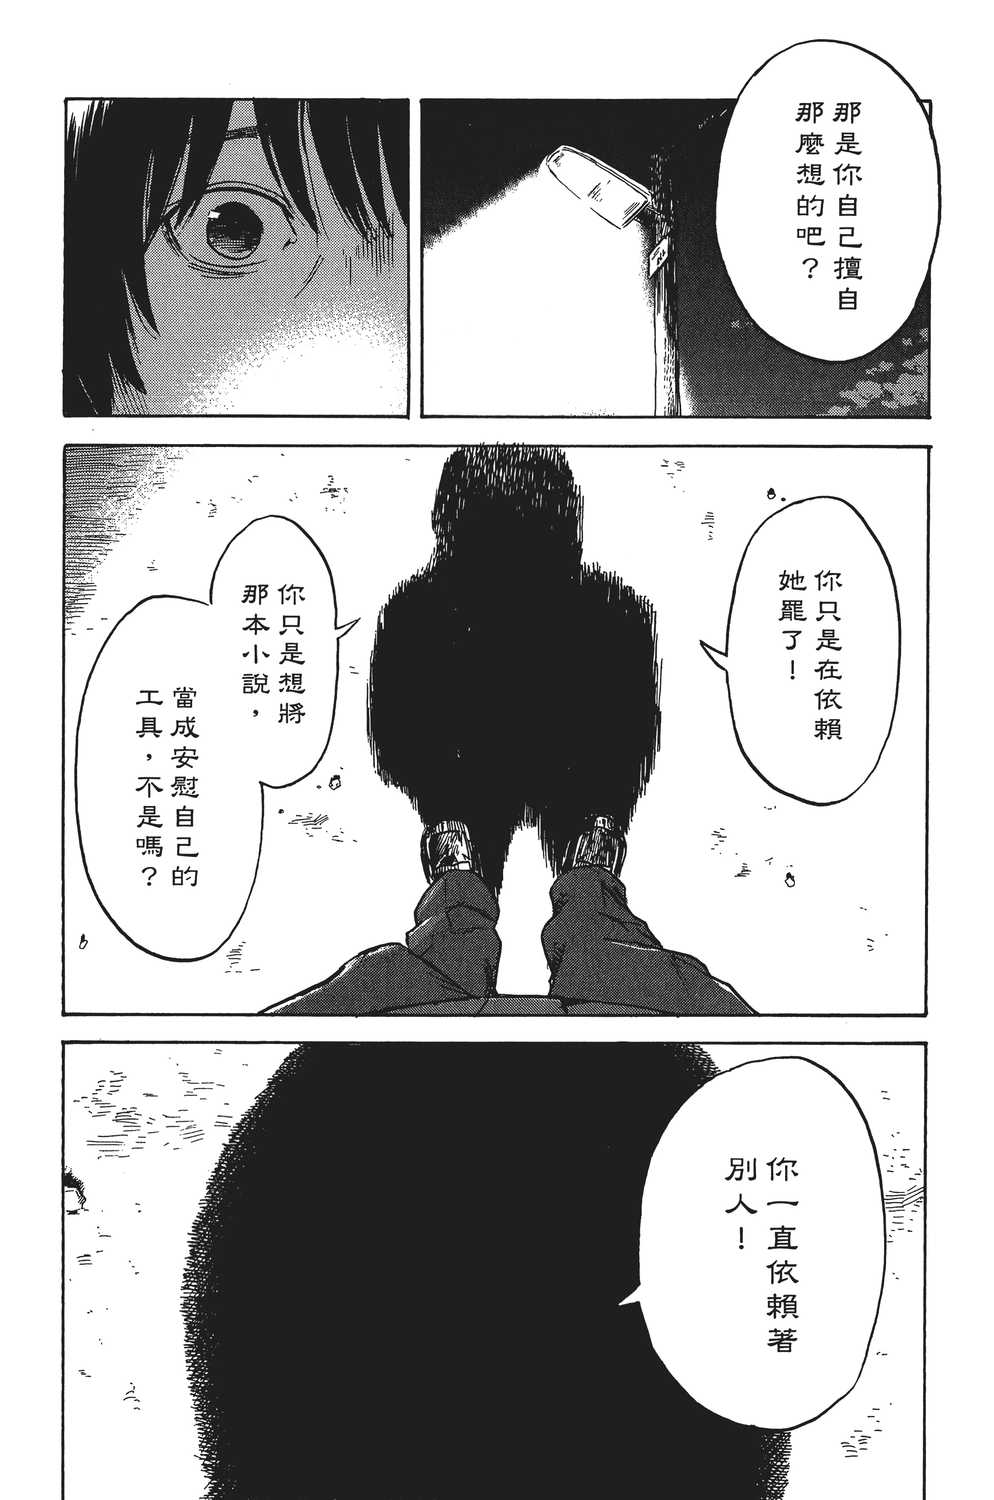 那是你自己擅自
那麼想的吧？
你只是在依賴
她罷了！
你只是想將
那本小說，
當成安慰自己的
工具，不是嗎？
你一直依賴著
別人！